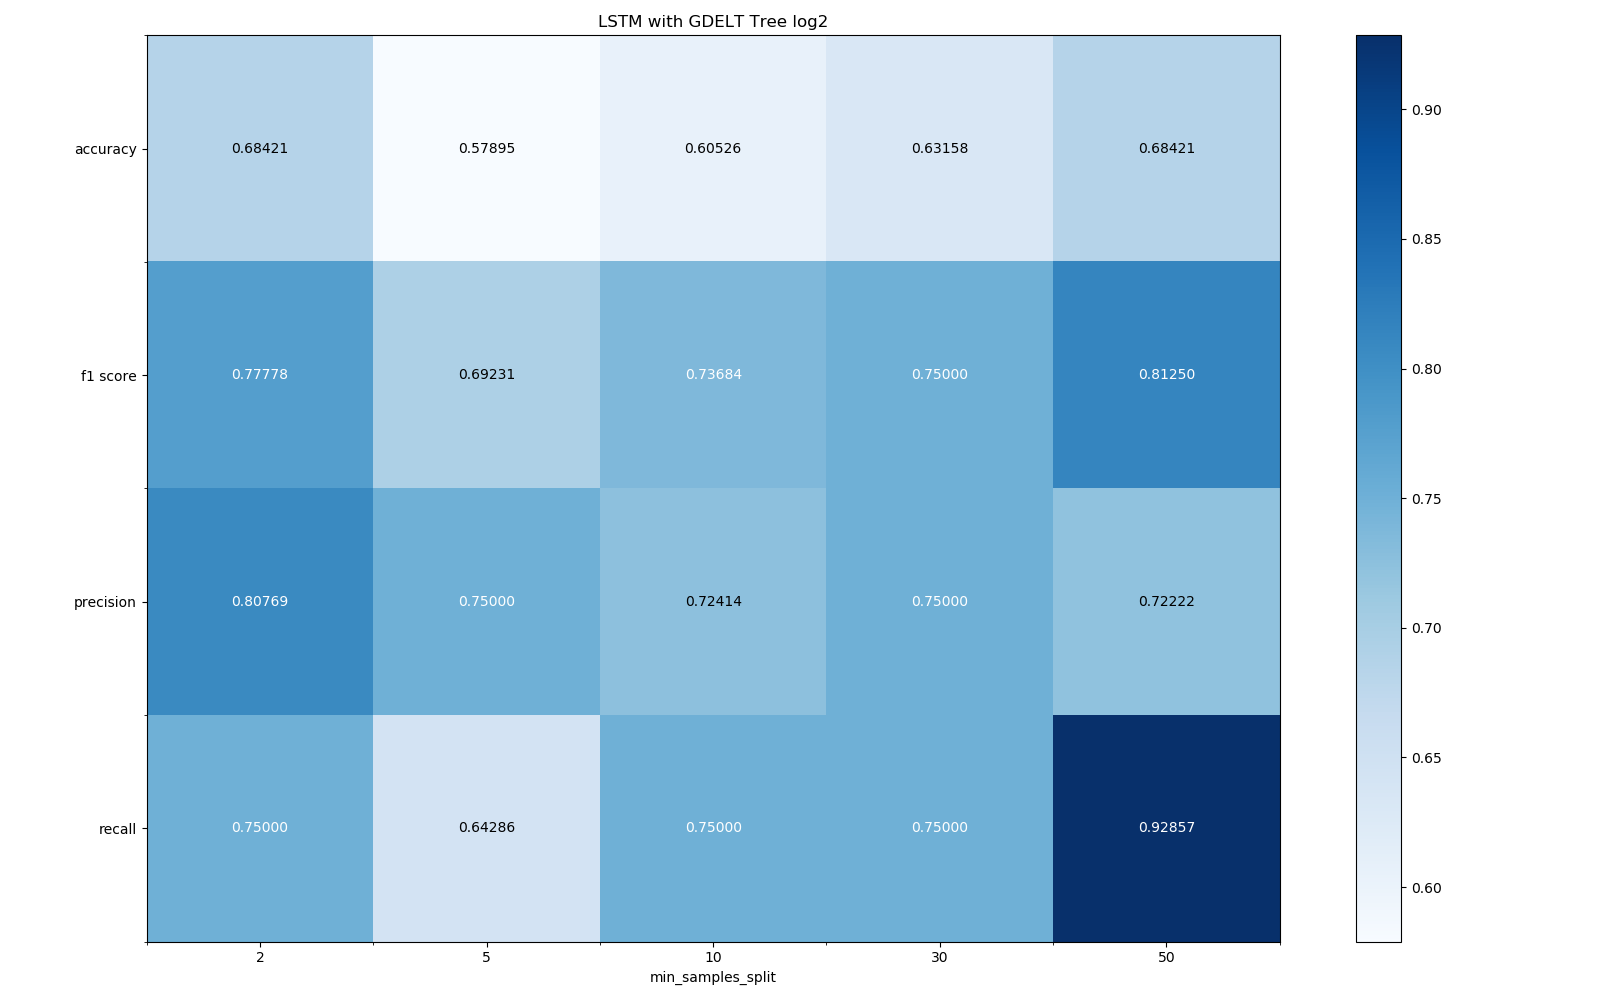 LSTM with GDELT Tree log2
accuracy 0.68421 0.57895 0.60526 0.63158 0.68421
f1 score 0.77778 0.69231 0.73684 0.75000 0.81250
precision 0.80769 0.75000 0.72414 0.75000 0.72222
recall 0.75000 0.64286 0.75000 0.75000 0.92857
2 5 10 30 50
min_samples_split
0.90
0.85
0.80
0.75
0.70
0.65
0.60